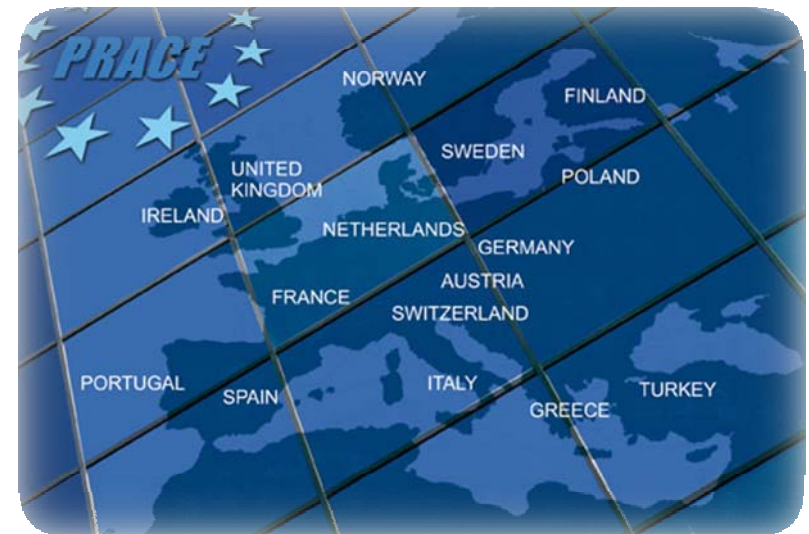 PRACE
NORWAY
FINLAND
SWEDEN
UNITED
KINGDOM
POLAND
IRELAND
NETHERLANDS
GERMANY
AUSTRIA
FRANCE
SWITZERLAND
PORTUGAL
SPAIN
ITALY
TURKEY
GREECE